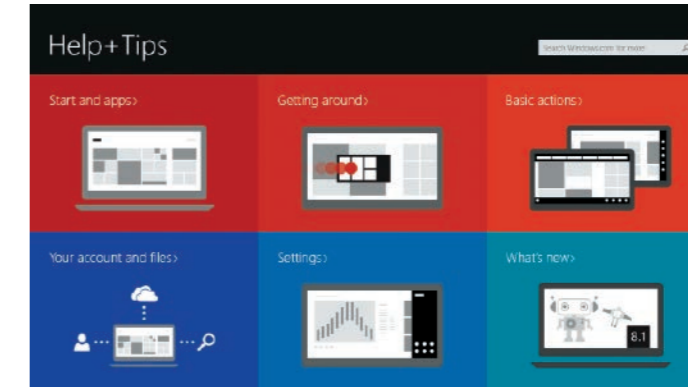 Help+Tips
Search Windows.com for more
Start and apps>
Getting around>
Basic actions>
Your account and files>
Settings>
What's new>
8.1